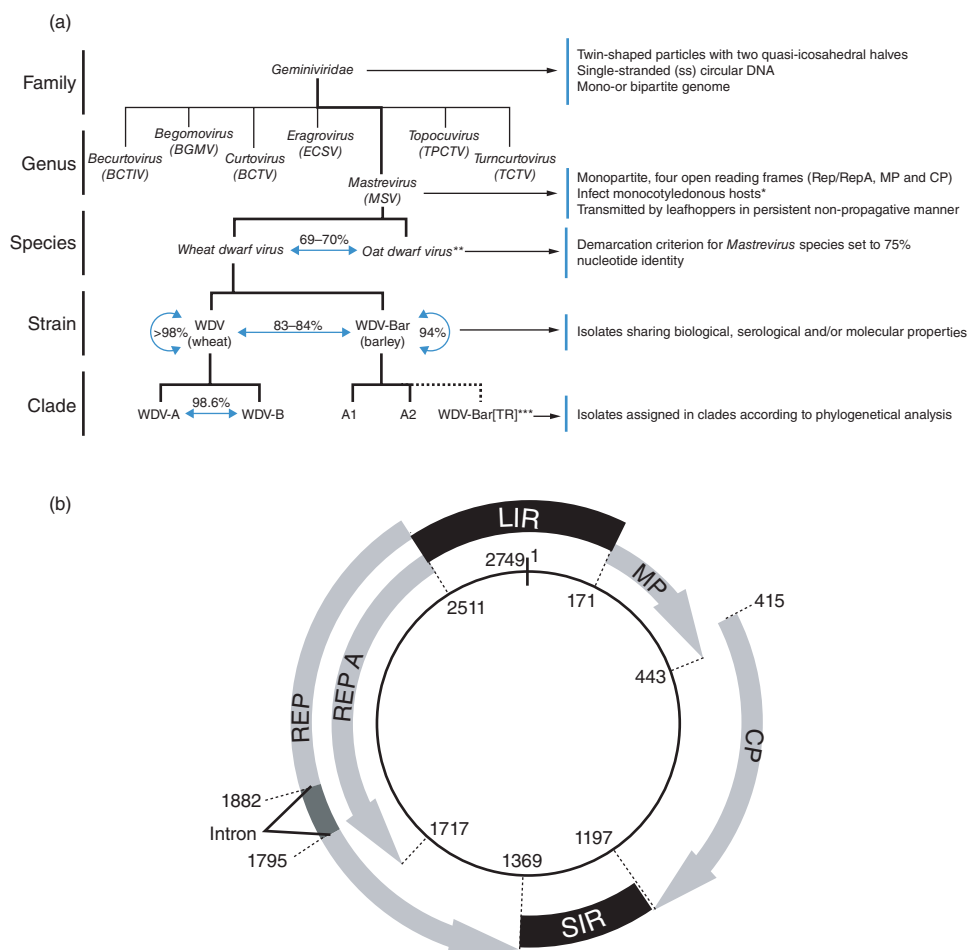 (a)
Family
Geminiviridae
Twin-shaped particles with two quasi-icosahedral halves
Single-stranded (ss) circular DNA
Mono-or bipartite genome
Genus
Becurtovirus
(BCTIV)
Begomovirus
(BGMV)
Curtovirus
(BCTV)
Eragrovirus
(ECSV)
Topocuvirus
(TPCTV)
Turncurtovirus
(TCTV)
Mastrevirus
(MSV)
Monopartite, four open reading frames (Rep/RepA, MP and CP)
Infect monocotyledonous hosts*
Transmitted by leafhoppers in persistent non-propagative manner
Species
Wheat dwarf virus
69–70%
Oat dwarf virus**
Demarcation criterion for Mastrevirus species set to 75%
nucleotide identity
Strain
>98%
WDV
(wheat)
83–84%
WDV-Bar
(barley)
94%
Isolates sharing biological, serological and/or molecular properties
Clade
WDV-A
98.6%
WDV-B
A1
A2
WDV-Bar[TR]***
Isolates assigned in clades according to phylogenetical analysis
(b)
LIR
2749
1
MP
171
2511
415
443
REP
REP A
CP
1882
Intron
1795
1717
1369
1197
SIR